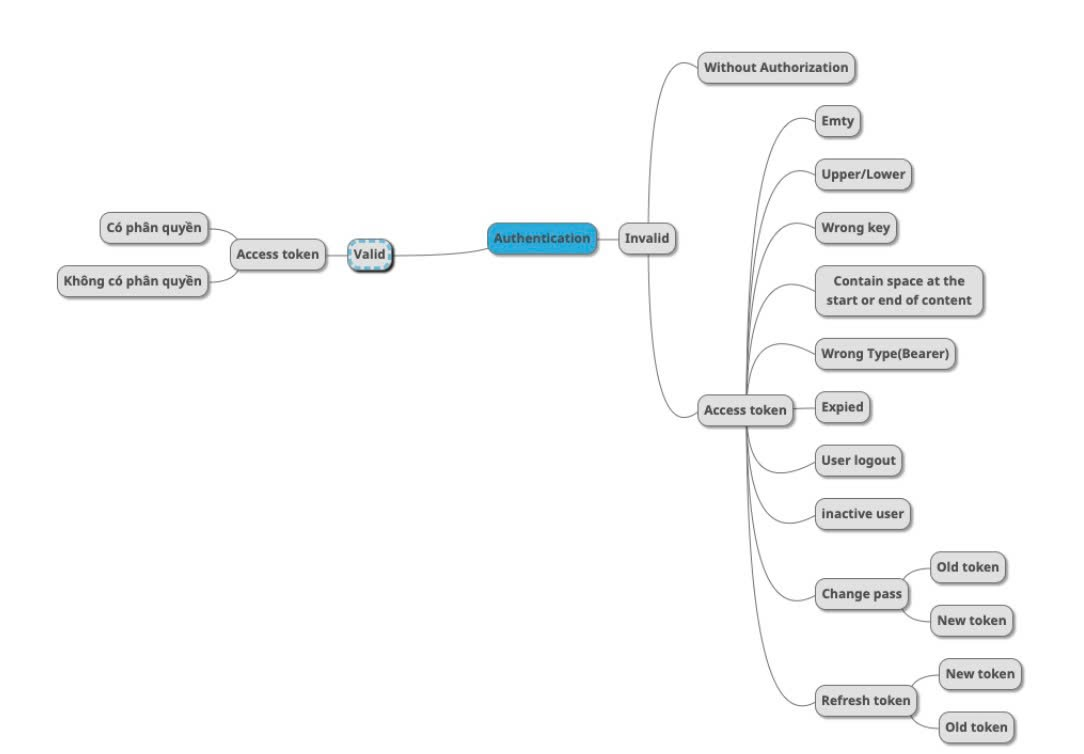 Without Authorization
Emty
Upper/Lower
Wrong key
Có phân quyền
Authentication
Invalid
Access token
Valid
Không có phân quyền
Contain space at the
start or end of content
Wrong Type(Bearer)
Access token
Expied
User logout
inactive user
Old token
Change pass
New token
New token
Refresh token
Old token